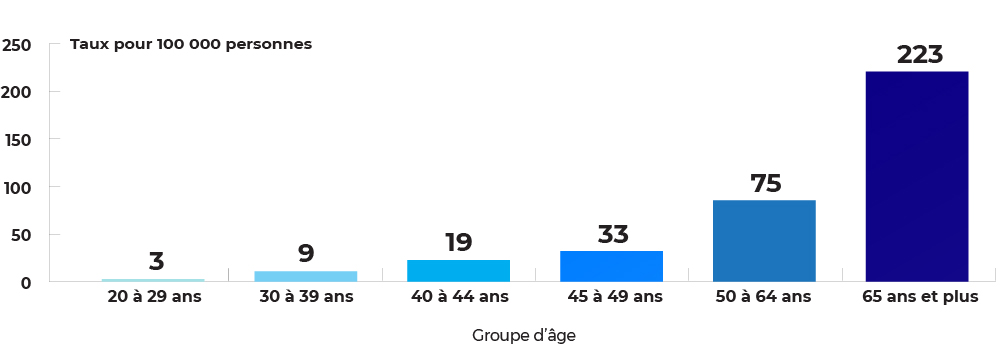 Taux pour 100 000 personnes
250
200
150
100
50
0
3
9
19
33
75
223
20 à 29 ans
30 à 39 ans
40 à 44 ans
45 à 49 ans
50 à 64 ans
65 ans et plus
Groupe d’âge